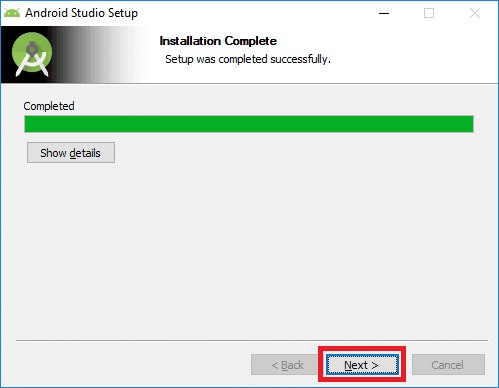 Android Studio Setup
Installation Complete
Setup was completed successfully.
Completed
Show details
< Back
Next >
Cancel